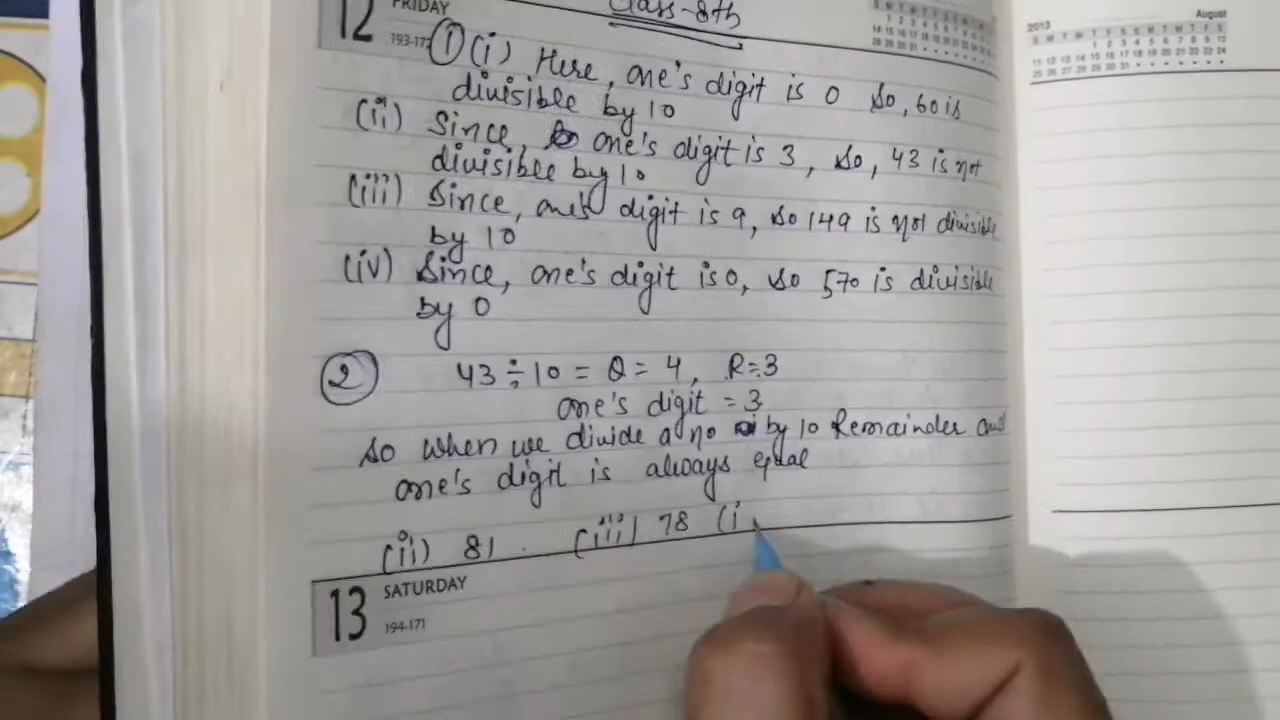 Class-8th
12 FRIDAY
193-172
2013 August
S M T W T F S
① (i) Here, one's digit is 0 so, 60 is
divisible by 10
(ii) Since, one's digit is 3, so, 43 is not
divisible by 10
(iii) Since, one's digit is 9, so 149 is not divisible
by 10
(iv) Since, one's digit is 0, so 570 is divisible
by 0
② 43 ÷ 10 = Q = 4, R = 3
one's digit = 3
so when we divide a no by 10 Remainder and
one's digit is always equal
(ii) 81 . (iii) 78 (i
13 SATURDAY
194-171